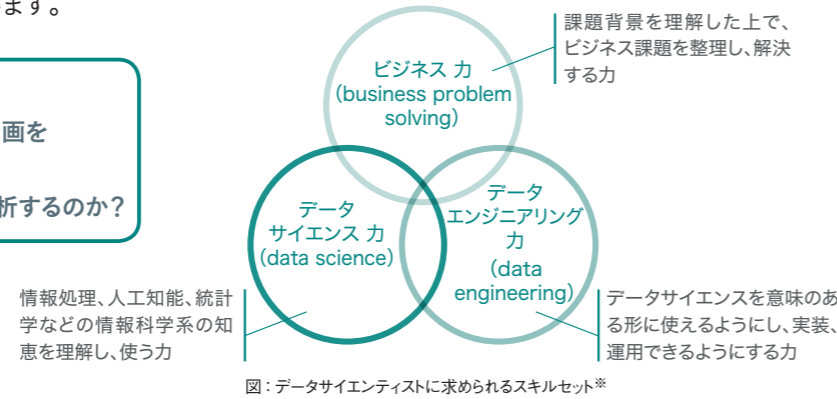 ます。
画を
析するのか？
課題背景を理解した上で、
ビジネス課題を整理し、解決
する力
ビジネス 力
（business problem
solving）
データ
サイエンス 力
（data science）
データ
エンジニアリング
力
（data
engineering）
情報処理、人工知能、統計
学などの情報科学系の知
恵を理解し、使う力
データサイエンスを意味のあ
る形に使えるようにし、実装、
運用できるようにする力
図：データサイエンティストに求められるスキルセット※